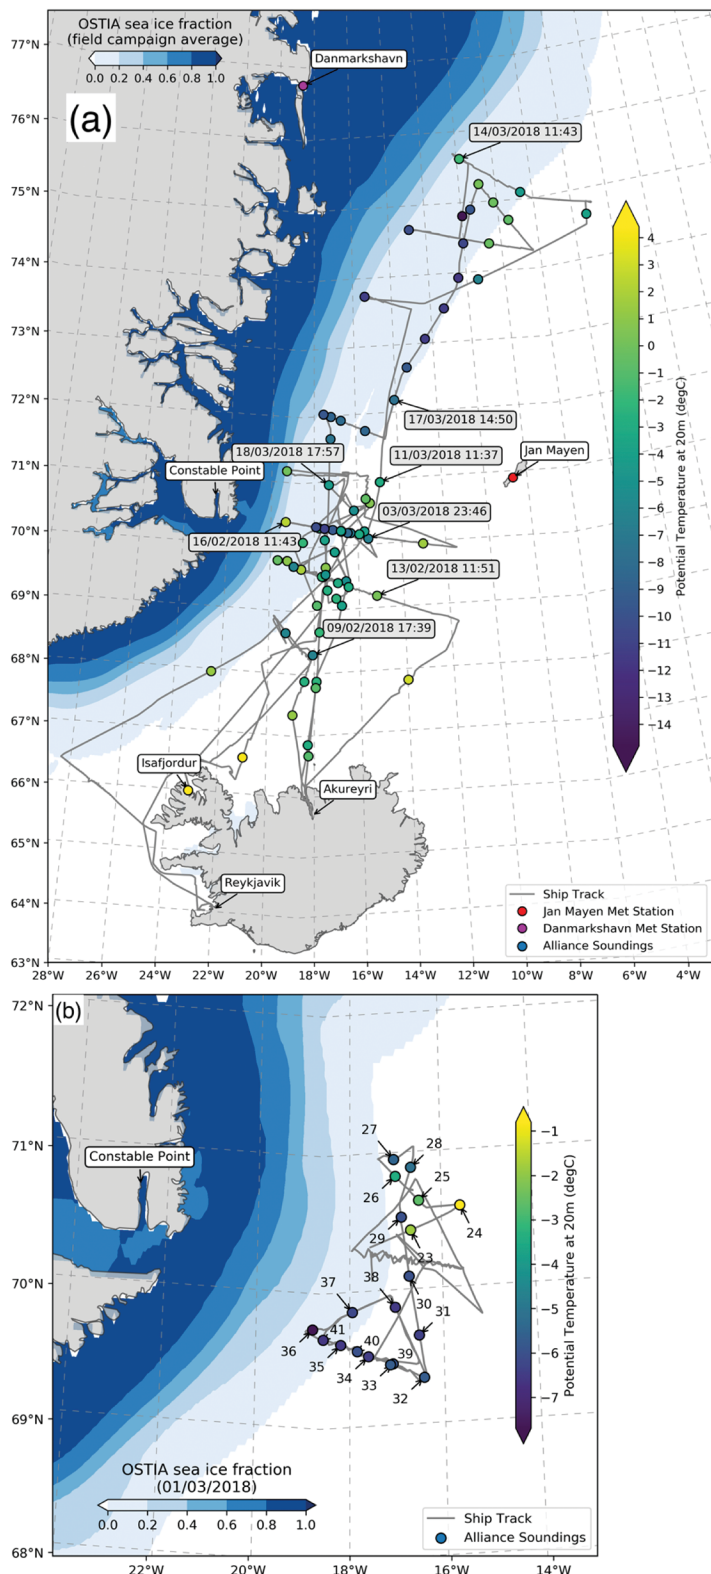 OSTIA sea ice fraction
(field campaign average)
0.0 0.2 0.4 0.6 0.8 1.0
(a)
77°N
76°N
75°N
74°N
73°N
72°N
71°N
70°N
69°N
68°N
67°N
66°N
65°N
64°N
63°N
28°W 26°W 24°W 22°W 20°W 18°W 16°W 14°W 12°W 10°W 8°W 6°W 4°W
Danmarkshavn
14/03/2018 11:43
17/03/2018 14:50
18/03/2018 17:57
11/03/2018 11:37
Jan Mayen
Constable Point
03/03/2018 23:46
16/02/2018 11:43
13/02/2018 11:51
09/02/2018 17:39
Isafjordur
Akureyri
Reykjavik
4
3
2
1
0
−1
−2
−3
−4
−5
−6
−7
−8
−9
−10
−11
−12
−13
−14
Potential Temperature at 20m (degC)
Ship Track
Jan Mayen Met Station
Danmarkshavn Met Station
Alliance Soundings
(b)
72°N
71°N
70°N
69°N
68°N
22°W 20°W 18°W 16°W 14°W
Constable Point
27
28
26
25
24
29
23
37
38
30
31
36
41
40
35
39
34
33
32
−1
−2
−3
−4
−5
−6
−7
Potential Temperature at 20m (degC)
OSTIA sea ice fraction
(01/03/2018)
0.0 0.2 0.4 0.6 0.8 1.0
Ship Track
Alliance Soundings